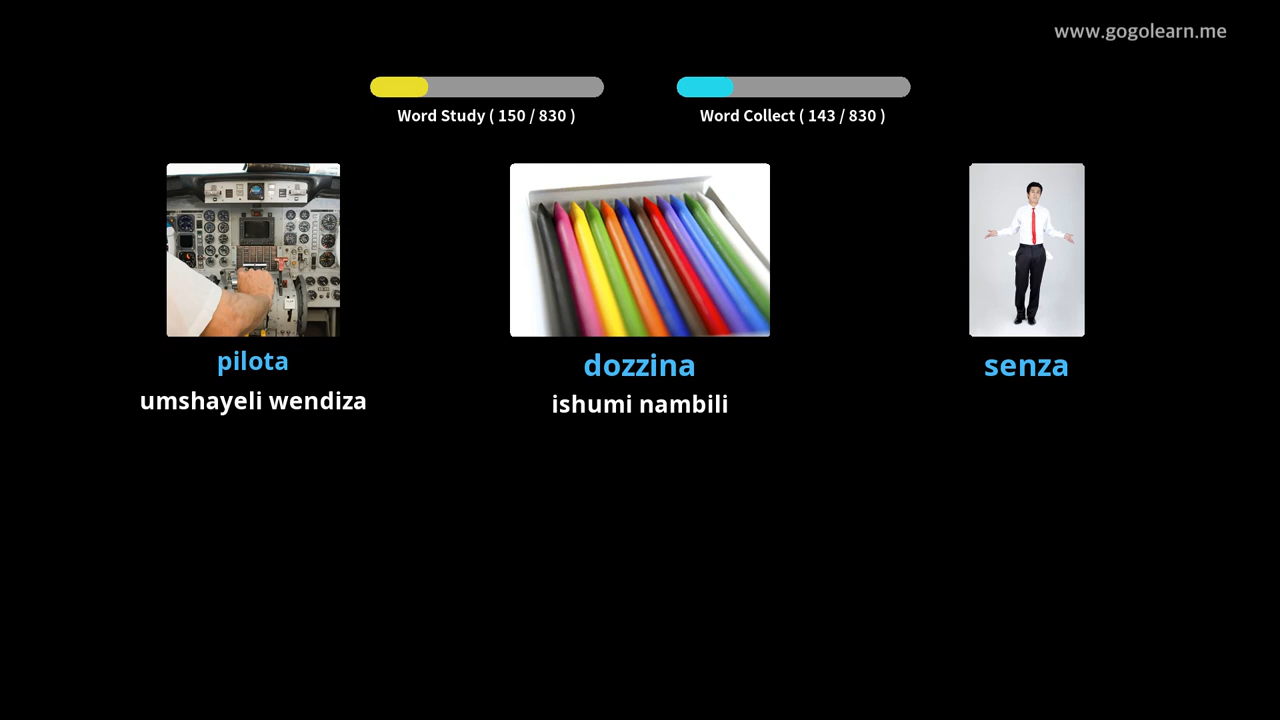 www.gogolearn.me
Word Study ( 150 / 830 )
Word Collect ( 143 / 830 )
pilota
umshayeli wendiza
dozzina
ishumi nambili
senza